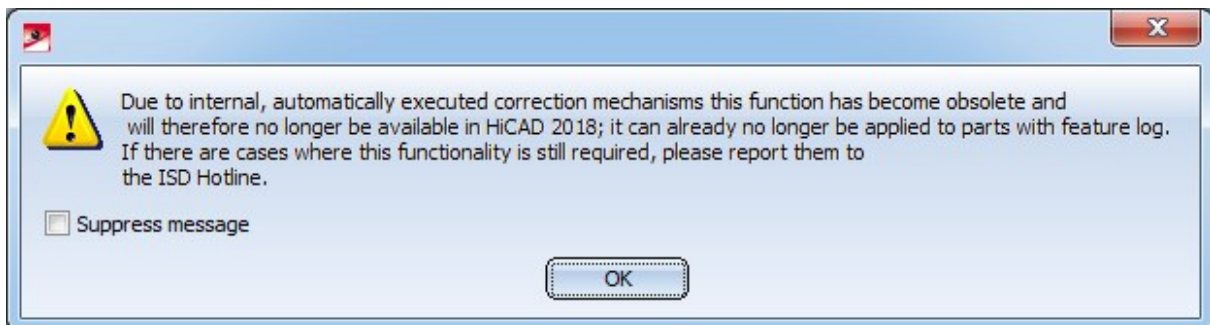 Due to internal, automatically executed correction mechanisms this function has become obsolete and
will therefore no longer be available in HiCAD 2018; it can already no longer be applied to parts with feature log.
If there are cases where this functionality is still required, please report them to
the ISD Hotline.
Suppress message
OK